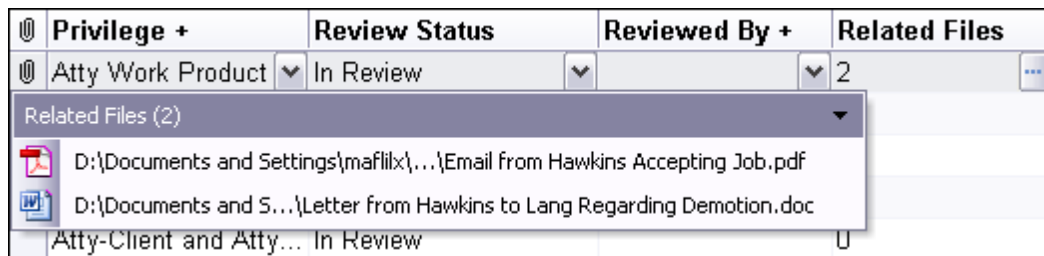 Privilege + Review Status Reviewed By + Related Files
Atty Work Product In Review 2 ...
Related Files (2)
D:\Documents and Settings\maflilx\...\Email from Hawkins Accepting Job.pdf
D:\Documents and S...\Letter from Hawkins to Lang Regarding Demotion.doc
Atty-Client and Atty... In Review 0